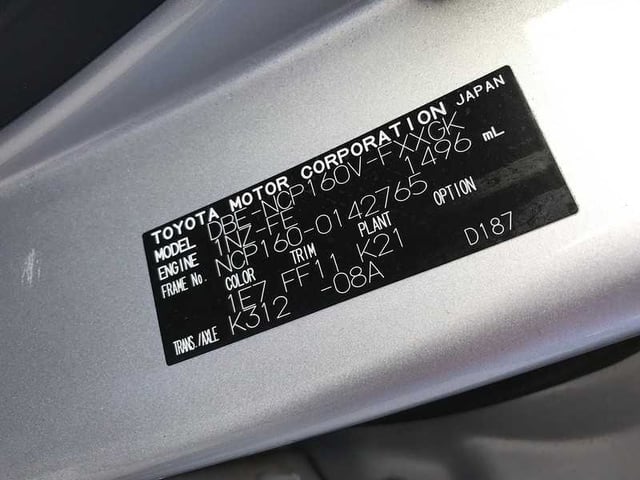 TOYOTA MOTOR CORPORATION JAPAN
MODEL DBE-NCP160V-FXXGK
ENGINE 1NZ-FE 1496 mL
FRAME No. NCP160-0142765
COLOR TRIM PLANT OPTION
1E7 FF11 K21 D187
TRANS./AXLE K312 -08A